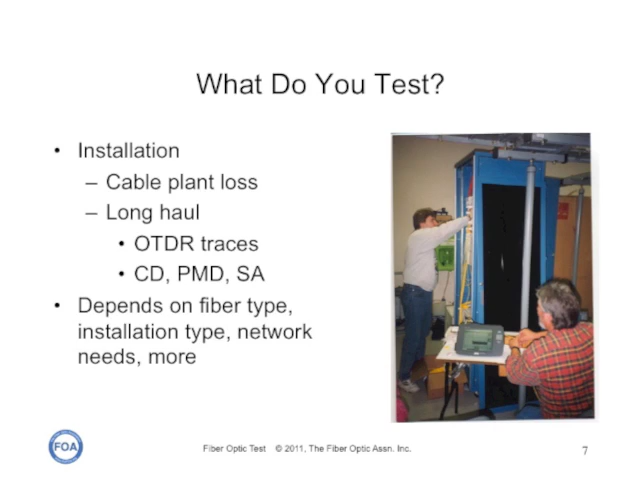 What Do You Test?
• Installation
– Cable plant loss
– Long haul
• OTDR traces
• CD, PMD, SA
• Depends on fiber type,
installation type, network
needs, more
FOA
Fiber Optic Test © 2011, The Fiber Optic Assn. Inc.
7